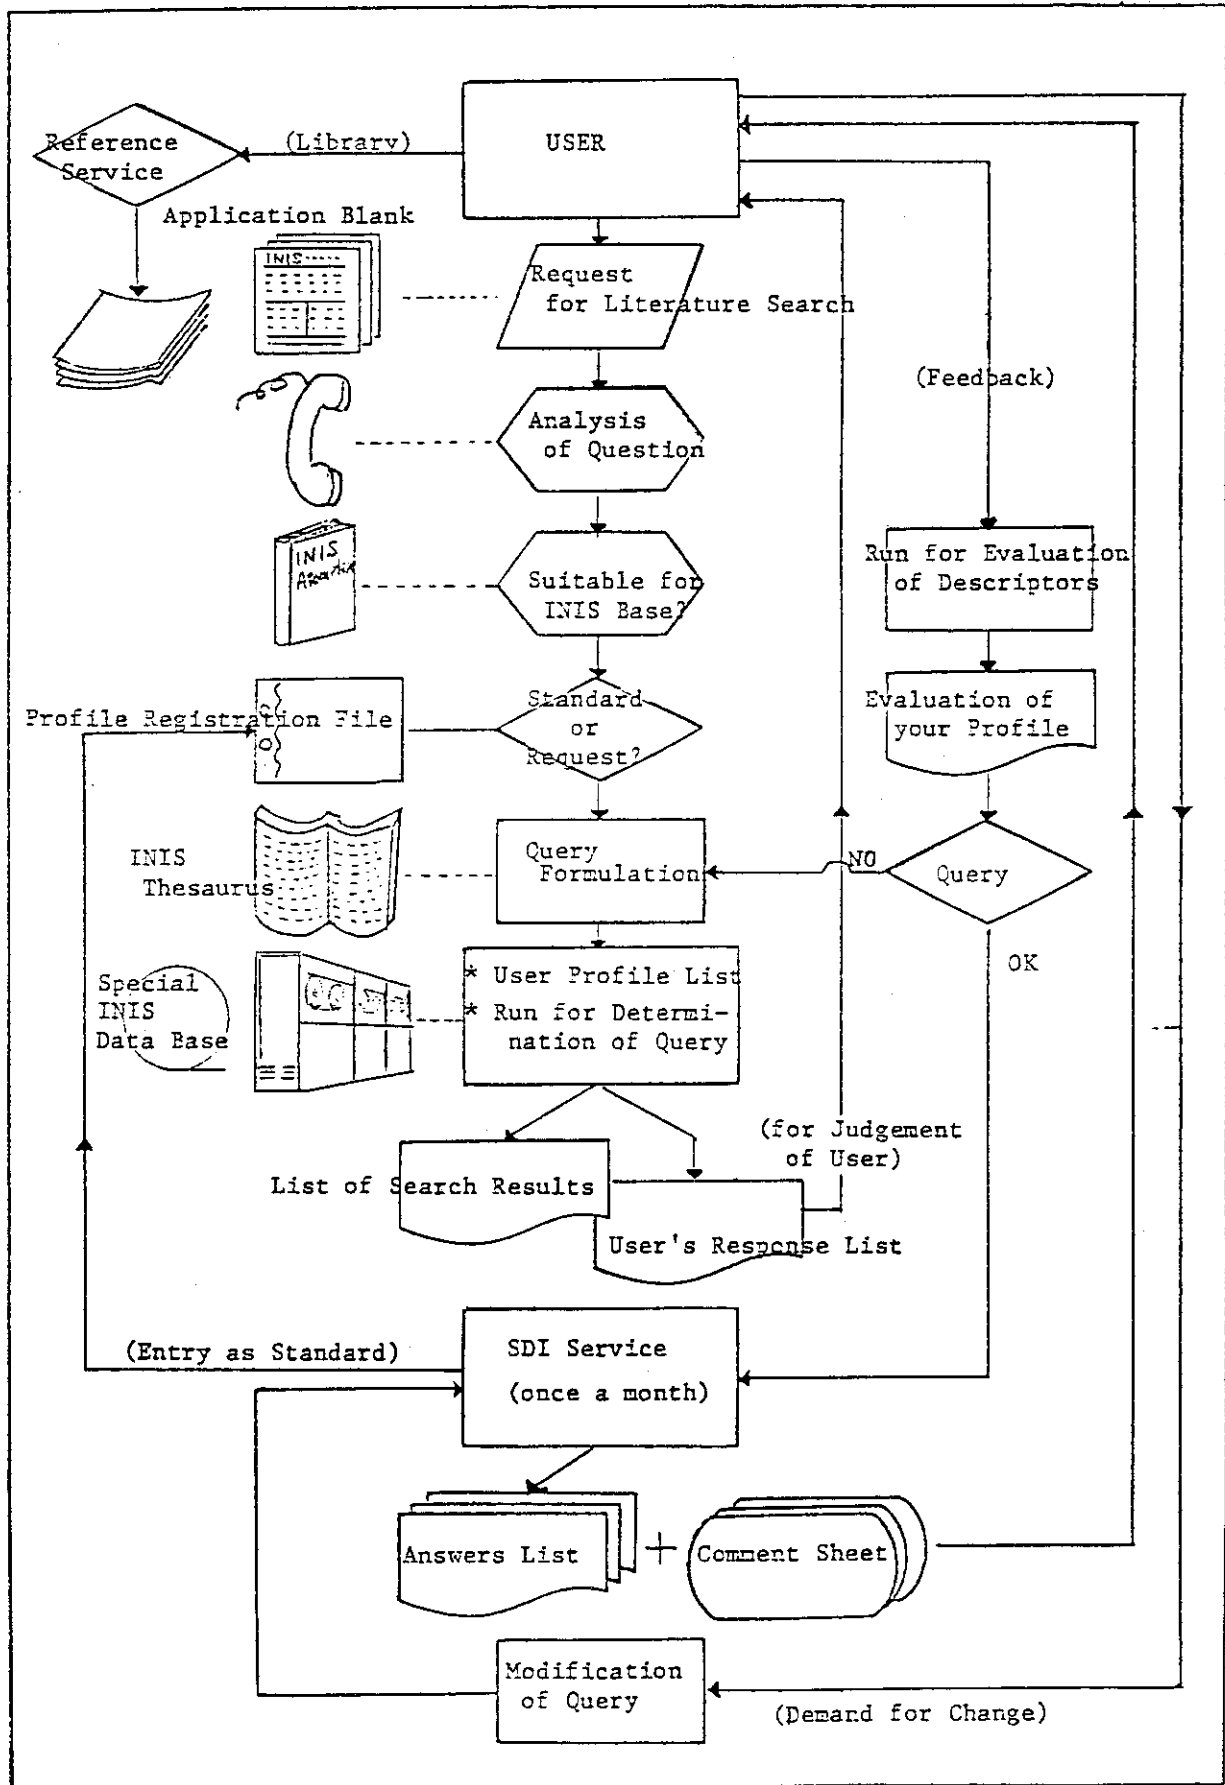 USER
(Library)
Reference
Service
Application Blank
INIS
Request
for Literature Search
(Feedback)
Analysis
of Question
INIS
Suitable for
INIS Base?
Run for Evaluation
of Descriptors
Standard
or
Request?
Profile Registration File
Evaluation of
your Profile
INIS
Thesaurus
Query
Formulation
NO
Query
OK
Special
INIS
Data Base
* User Profile List
* Run for Determi-
nation of Query
(for Judgement
of User)
List of Search Results
User's Response List
(Entry as Standard)
SDI Service
(once a month)
Answers List
+
Comment Sheet
Modification
of Query
(Demand for Change)